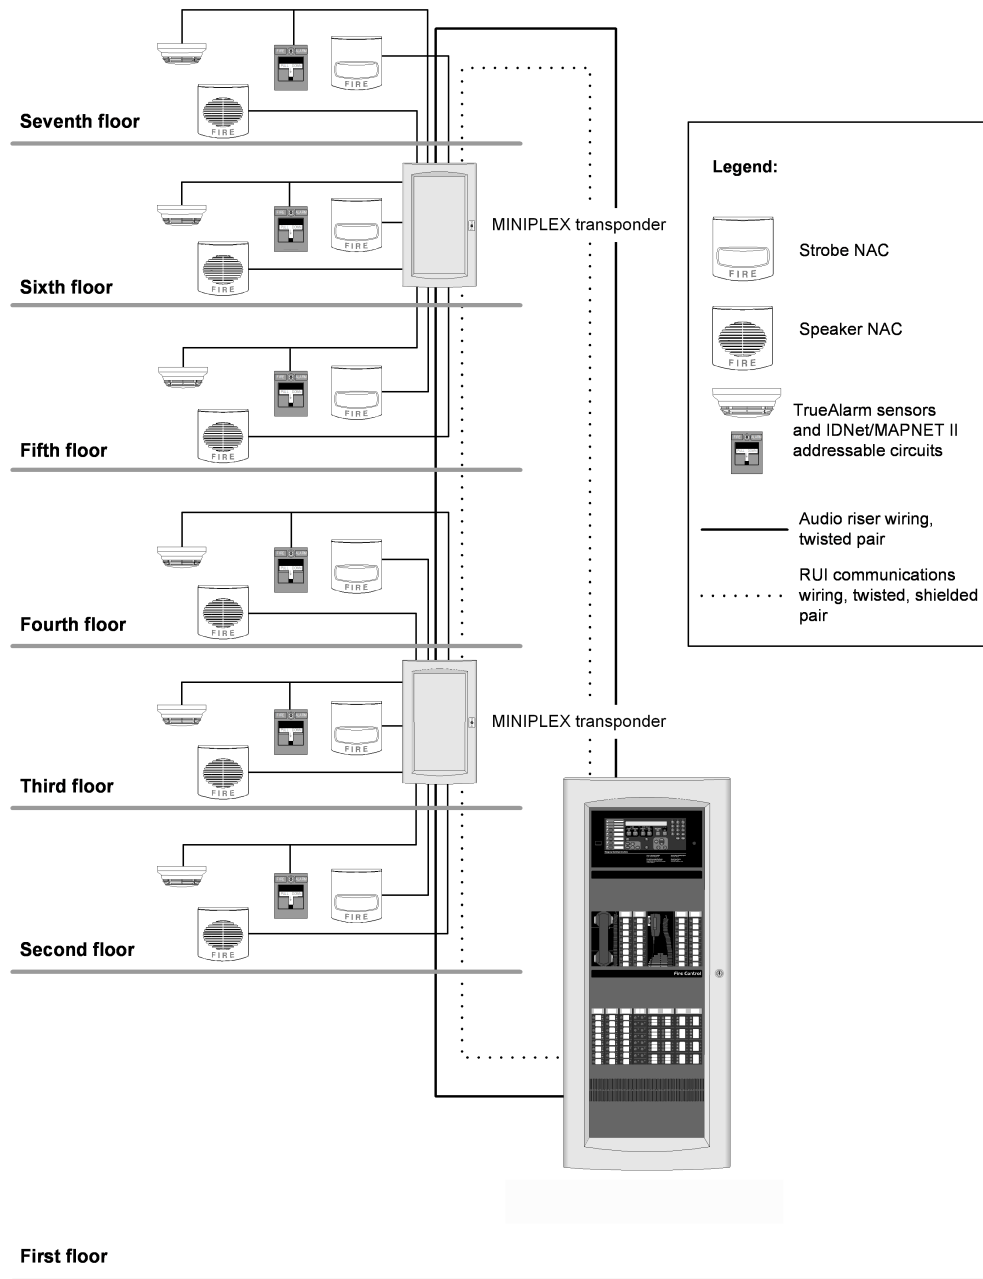 FIRE
FIRE
Seventh floor
Legend:
FIRE
MINIPLEX transponder
Strobe NAC
FIRE
FIRE
Sixth floor
Speaker NAC
FIRE
FIRE
TrueAlarm sensors
and IDNet/MAPNET II
addressable circuits
FIRE
Fifth floor
Audio riser wiring,
twisted pair
RUI communications
wiring, twisted, shielded
pair
FIRE
FIRE
Fourth floor
MINIPLEX transponder
FIRE
FIRE
Third floor
FIRE
FIRE
Second floor
Fire Control
First floor